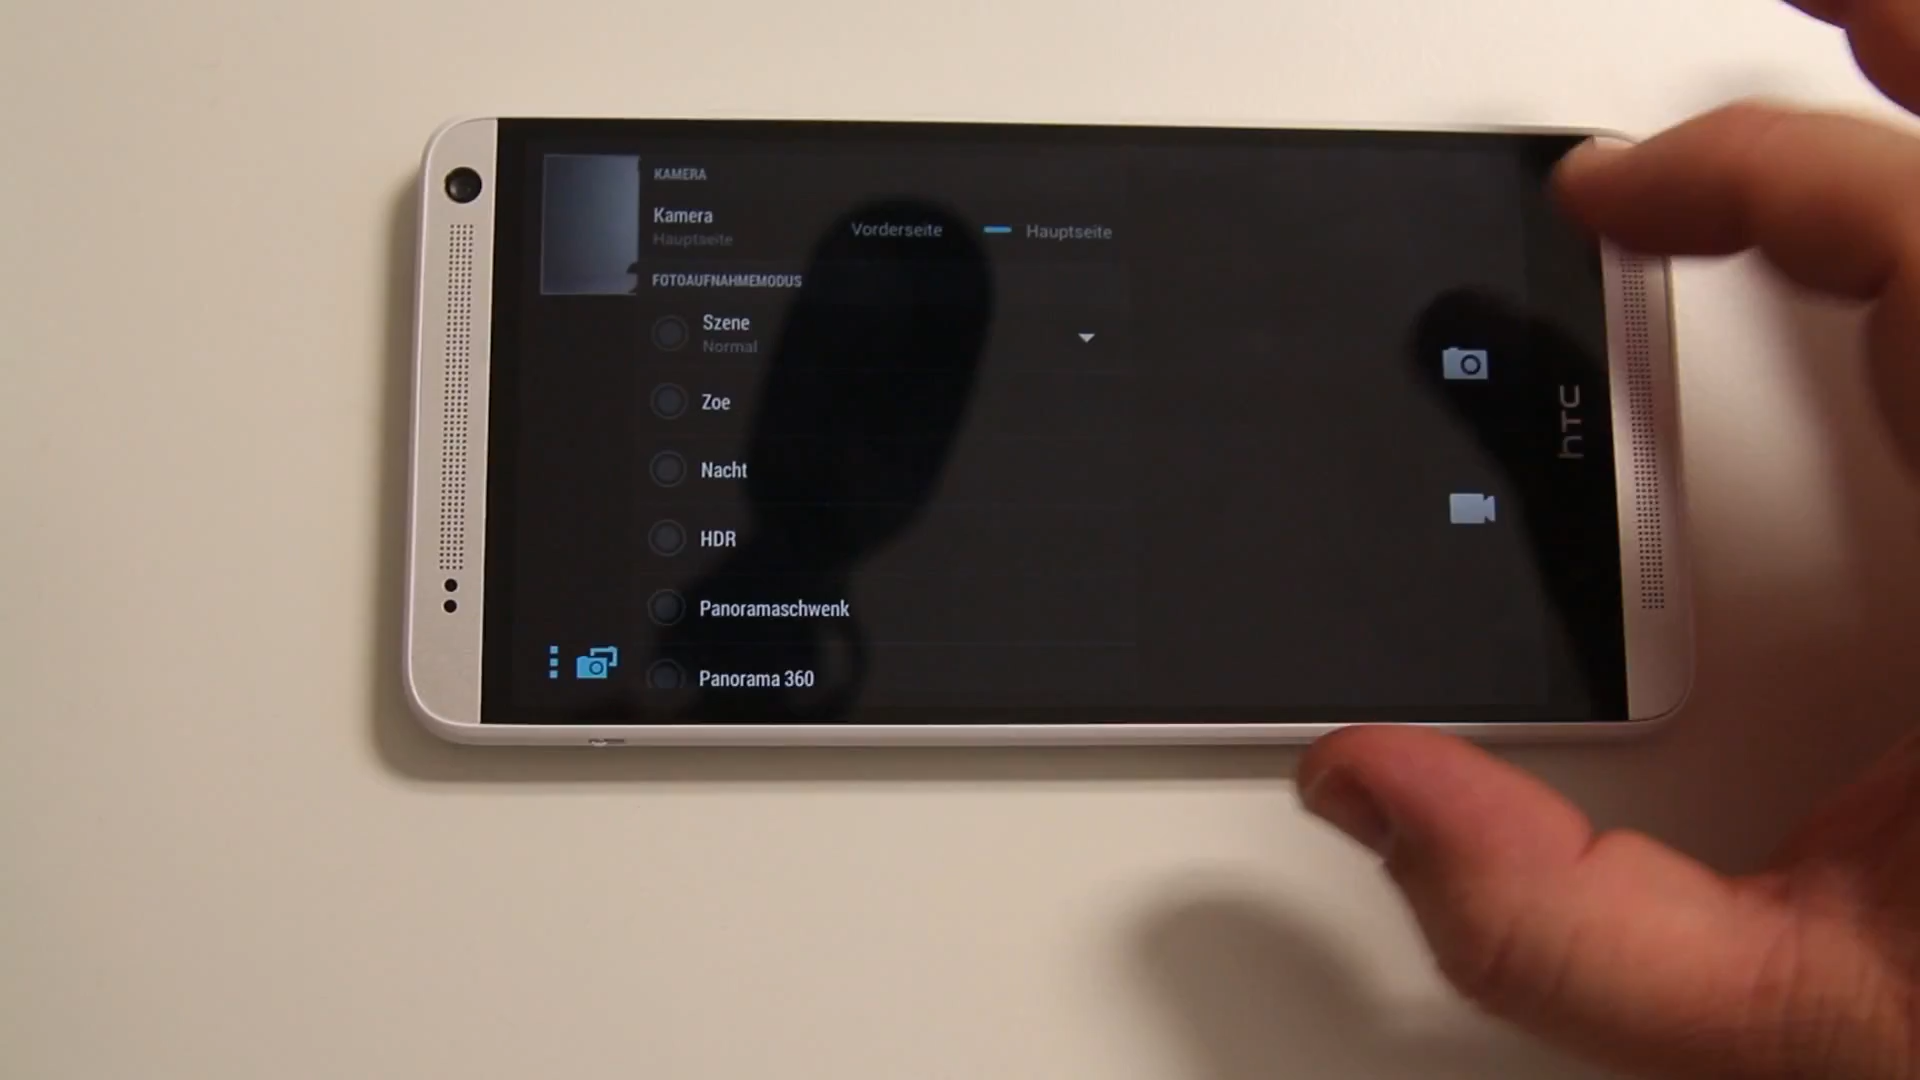 KAMERA
Kamera
Hauptseite
Vorderseite
Hauptseite
FOTOAUFNAHMEMODUS
Szene
Normal
Zoe
Nacht
HDR
Panoramaschwenk
Panorama 360
hTC